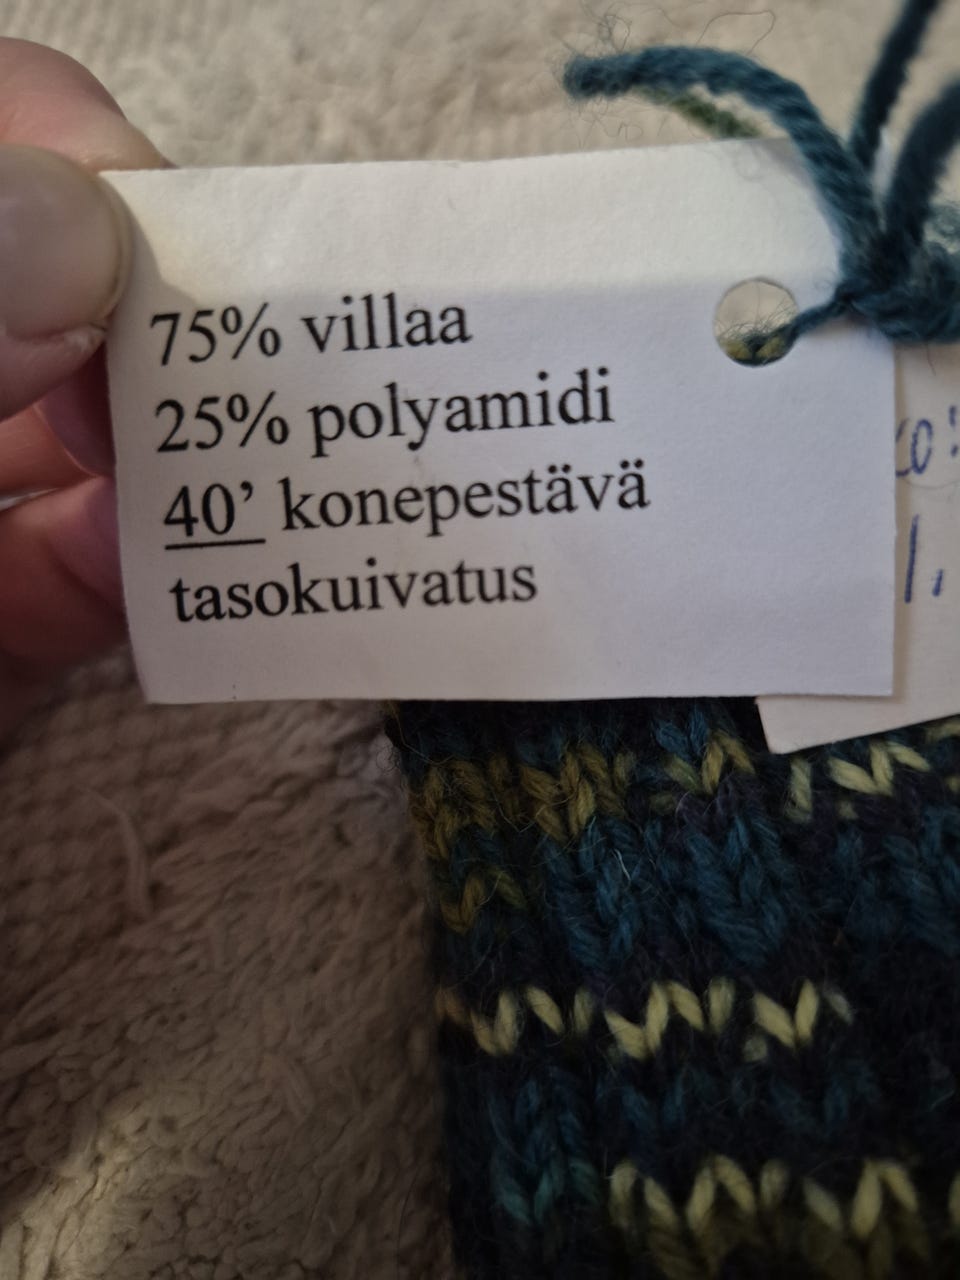 75% villaa
25% polyamidi
40’ konepestävä
tasokuivatus